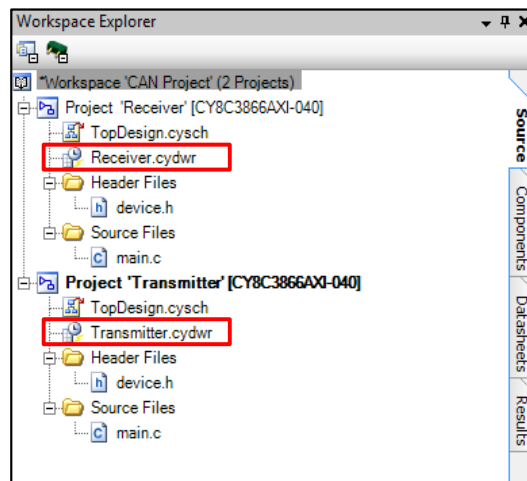 Workspace Explorer
"Workspace 'CAN Project' (2 Projects)
Project 'Receiver' [CY8C3866AXI-040]
TopDesign.cysch
Receiver.cydwr
Header Files
device.h
Source Files
main.c
Project 'Transmitter' [CY8C3866AXI-040]
TopDesign.cysch
Transmitter.cydwr
Header Files
device.h
Source Files
main.c
Source
Components
Datasheets
Results